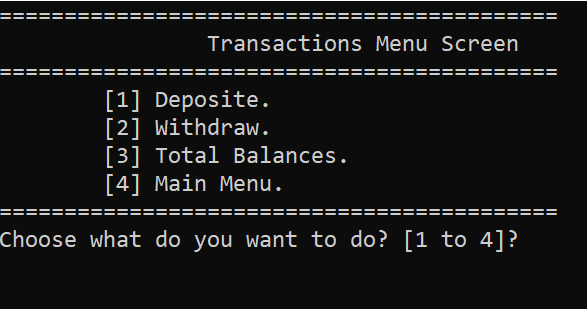 ===========================================
Transactions Menu Screen
===========================================
[1] Deposite.
[2] Withdraw.
[3] Total Balances.
[4] Main Menu.
===========================================
Choose what do you want to do? [1 to 4]?